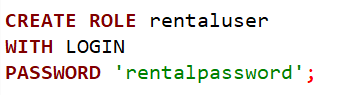 CREATE ROLE rentaluser
WITH LOGIN
PASSWORD 'rentalpassword';